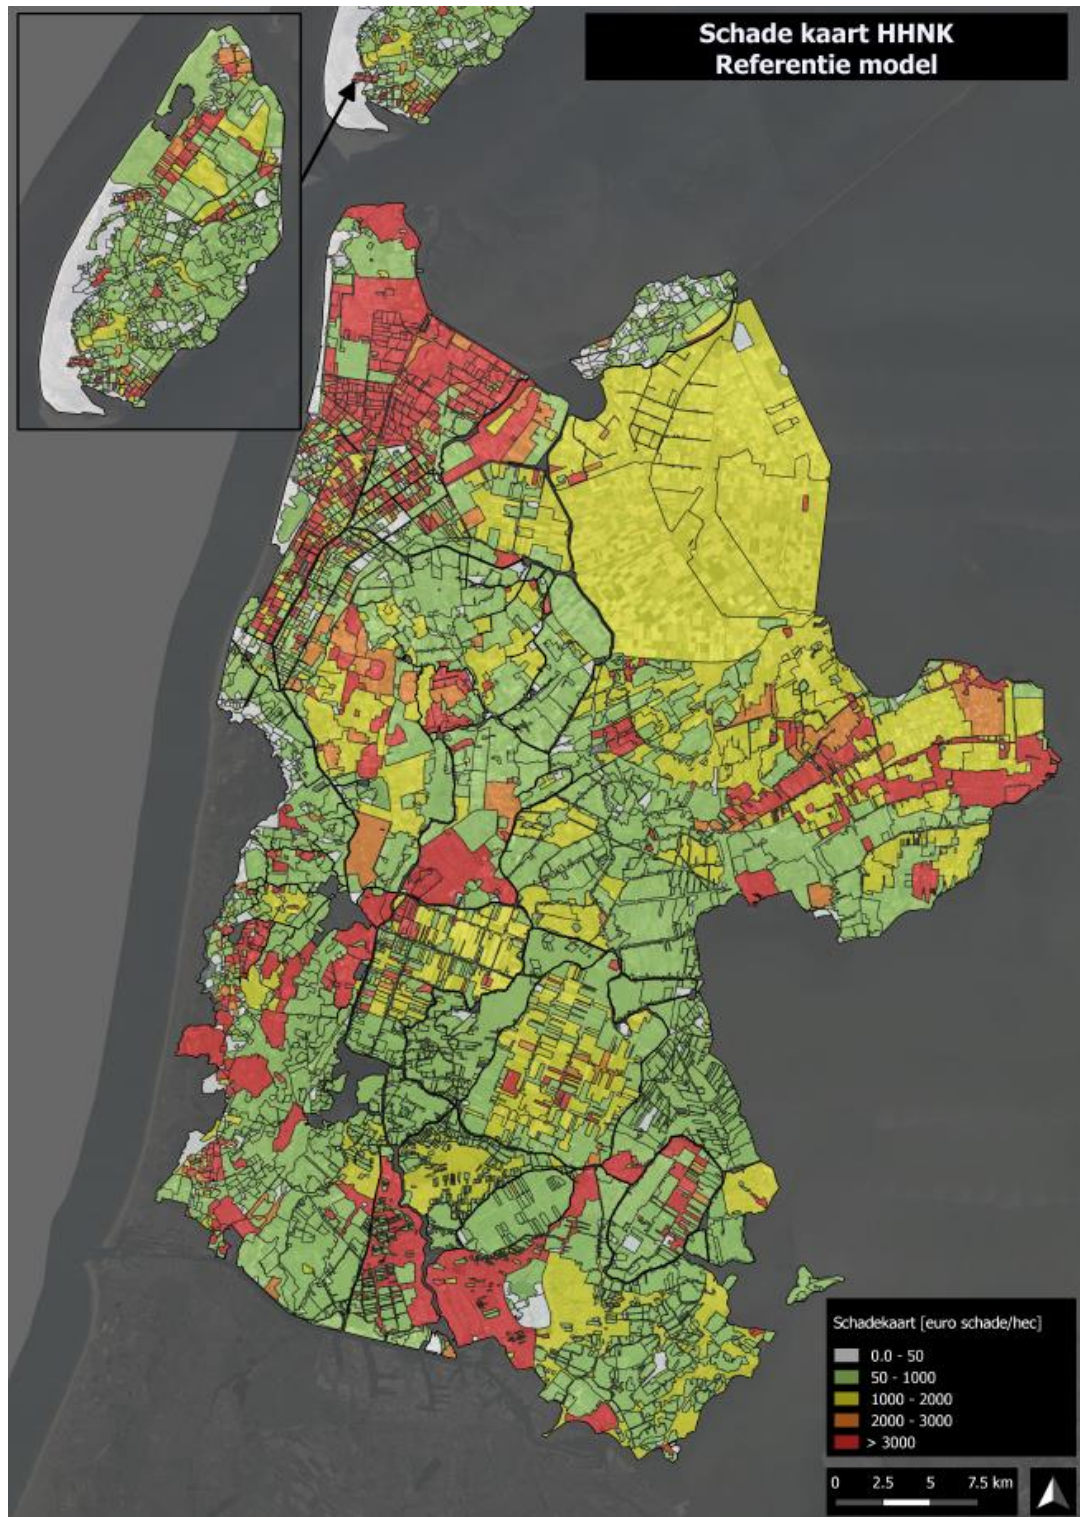 Schade kaart HHNK
Referentie model
Schadekaart [euro schade/hec]
0.0 - 50
50 - 1000
1000 - 2000
2000 - 3000
> 3000
0 2.5 5 7.5 km